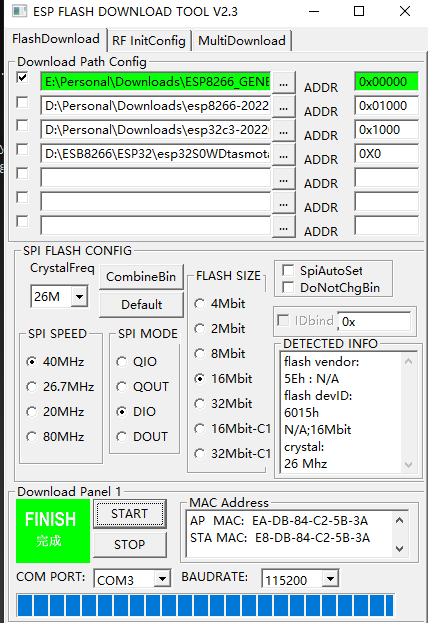 ESP FLASH DOWNLOAD TOOL V2.3
FlashDownload RF InitConfig MultiDownload
Download Path Config
E:\Personal\Downloads\ESP8266_GENE ... ADDR 0x00000
D:\Personal\Downloads\esp8266-2022 ... ADDR 0x01000
D:\Personal\Downloads\esp32c3-2022 ... ADDR 0x1000
D:\ESB8266\ESP32\esp32S0WDtasmota ... ADDR 0X0
... ADDR
... ADDR
... ADDR
SPI FLASH CONFIG
CrystalFreq
26M
CombineBin
Default
SPI SPEED
40MHz
26.7MHz
20MHz
80MHz
SPI MODE
QIO
QOUT
DIO
DOUT
FLASH SIZE
4Mbit
2Mbit
8Mbit
16Mbit
32Mbit
16Mbit-C1
32Mbit-C1
SpiAutoSet
DoNotChgBin
IDbind 0x
DETECTED INFO
flash vendor:
5Eh : N/A
flash devID:
6015h
N/A;16Mbit
crystal:
26 Mhz
Download Panel 1
FINISH
完成
START
STOP
MAC Address
AP MAC: EA-DB-84-C2-5B-3A
STA MAC: E8-DB-84-C2-5B-3A
COM PORT: COM3 BAUDRATE: 115200